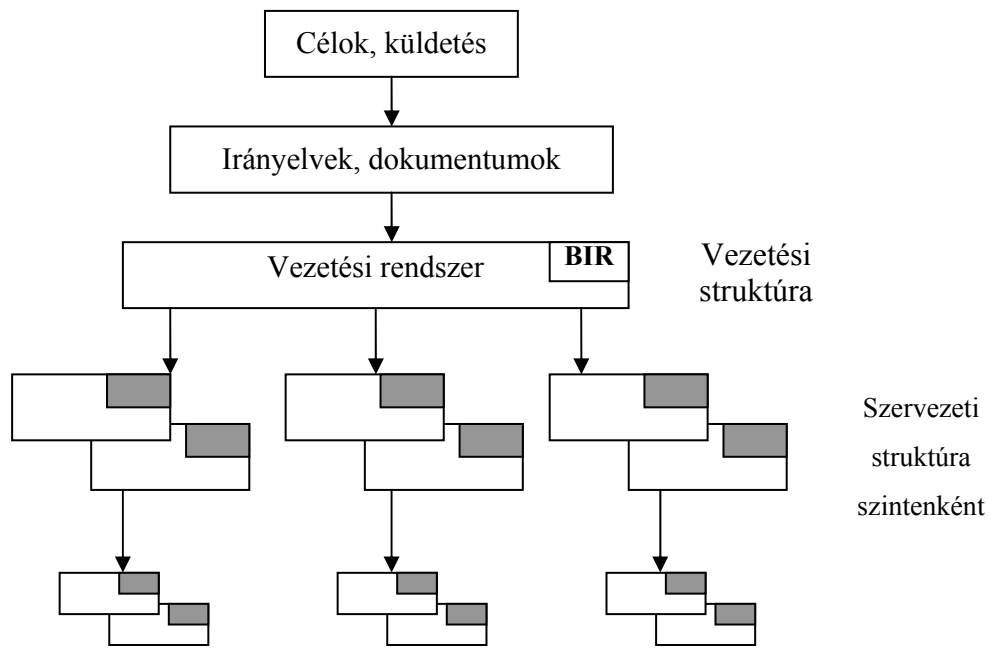 Célok, küldetés
Irányelvek, dokumentumok
Vezetési rendszer
BIR
Vezetési
struktúra
Szervezeti
struktúra
szintenként